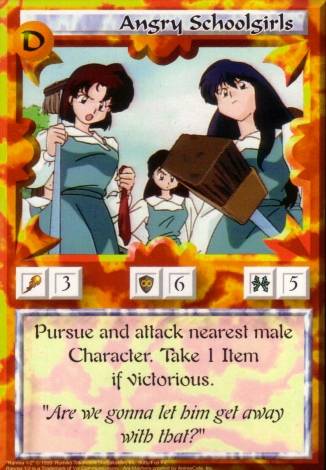 Angry Schoolgirls
D
3
6
5
Pursue and attack nearest male
Character. Take 1 Item
if victorious.
"Are we gonna let him get away
with that?"